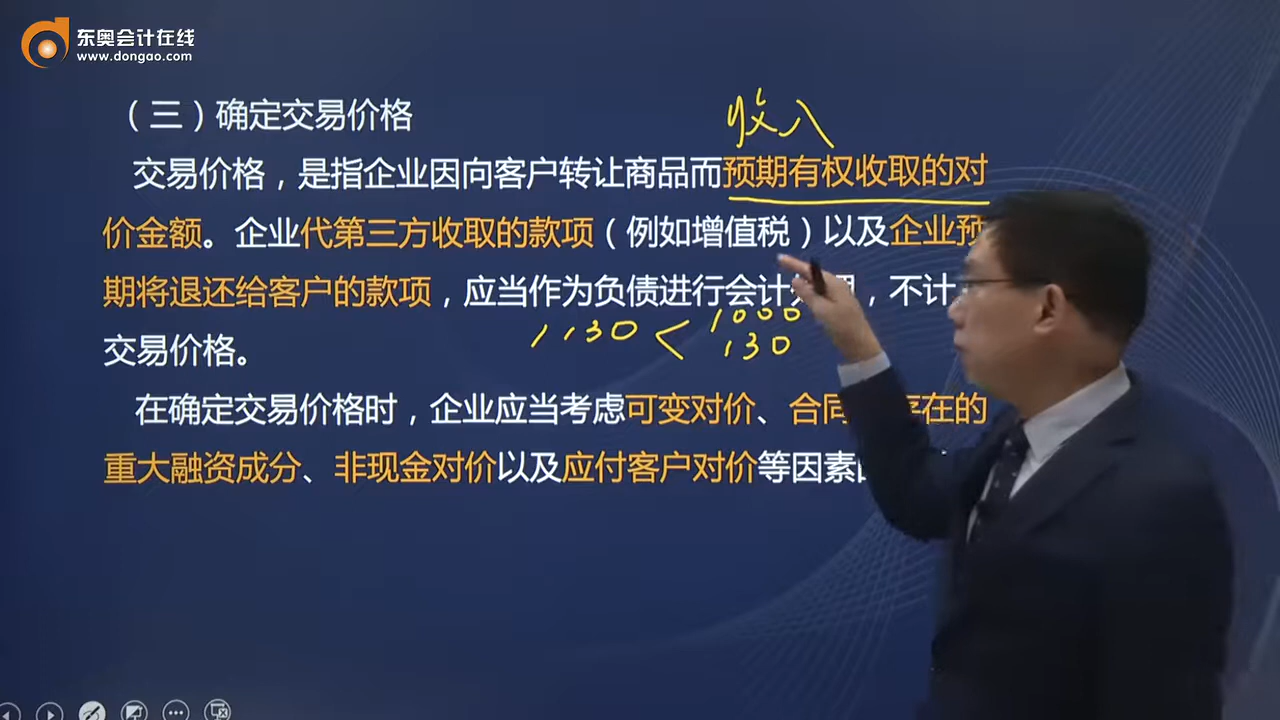 东奥会计在线
www.dongao.com
（三）确定交易价格
收入
交易价格，是指企业因向客户转让商品而预期有权收取的对
价金额。企业代第三方收取的款项（例如增值税）以及企业预
期将退还给客户的款项，应当作为负债进行会计，不计
1130 < 1000
130
交易价格。
在确定交易价格时，企业应当考虑可变对价、合同存在的
重大融资成分、非现金对价以及应付客户对价等因素